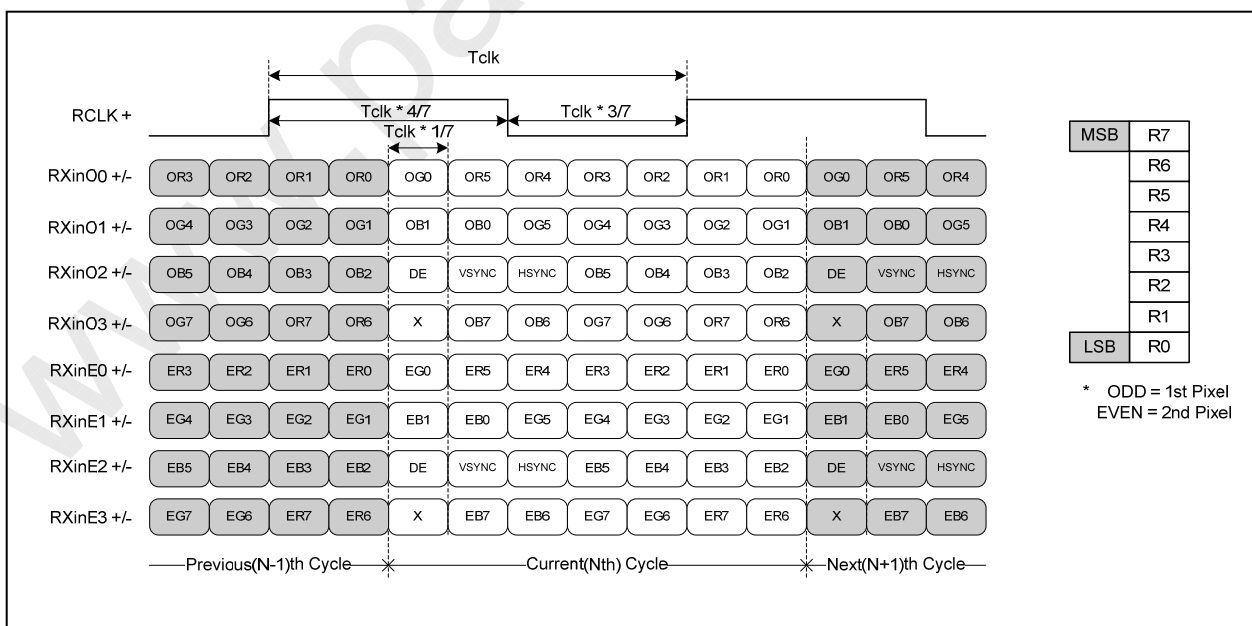 Tclk
RCLK +
Tclk * 4/7
Tclk * 3/7
Tclk * 1/7
RXinO0 +/- OR3 OR2 OR1 OR0 OG0 OR5 OR4 OR3 OR2 OR1 OR0 OG0 OR5 OR4
RXinO1 +/- OG4 OG3 OG2 OG1 OB1 OB0 OG5 OG4 OG3 OG2 OG1 OB1 OB0 OG5
RXinO2 +/- OB5 OB4 OB3 OB2 DE VSYNC HSYNC OB5 OB4 OB3 OB2 DE VSYNC HSYNC
RXinO3 +/- OG7 OG6 OR7 OR6 X OB7 OB6 OG7 OG6 OR7 OR6 X OB7 OB6
RXinE0 +/- ER3 ER2 ER1 ER0 EG0 ER5 ER4 ER3 ER2 ER1 ER0 EG0 ER5 ER4
RXinE1 +/- EG4 EG3 EG2 EG1 EB1 EB0 EG5 EG4 EG3 EG2 EG1 EB1 EB0 EG5
RXinE2 +/- EB5 EB4 EB3 EB2 DE VSYNC HSYNC EB5 EB4 EB3 EB2 DE VSYNC HSYNC
RXinE3 +/- EG7 EG6 ER7 ER6 X EB7 EB6 EG7 EG6 ER7 ER6 X EB7 EB6
Previous(N-1)th Cycle Current(Nth) Cycle Next(N+1)th Cycle
MSB R7
R6
R5
R4
R3
R2
R1
LSB R0
* ODD = 1st Pixel
EVEN = 2nd Pixel